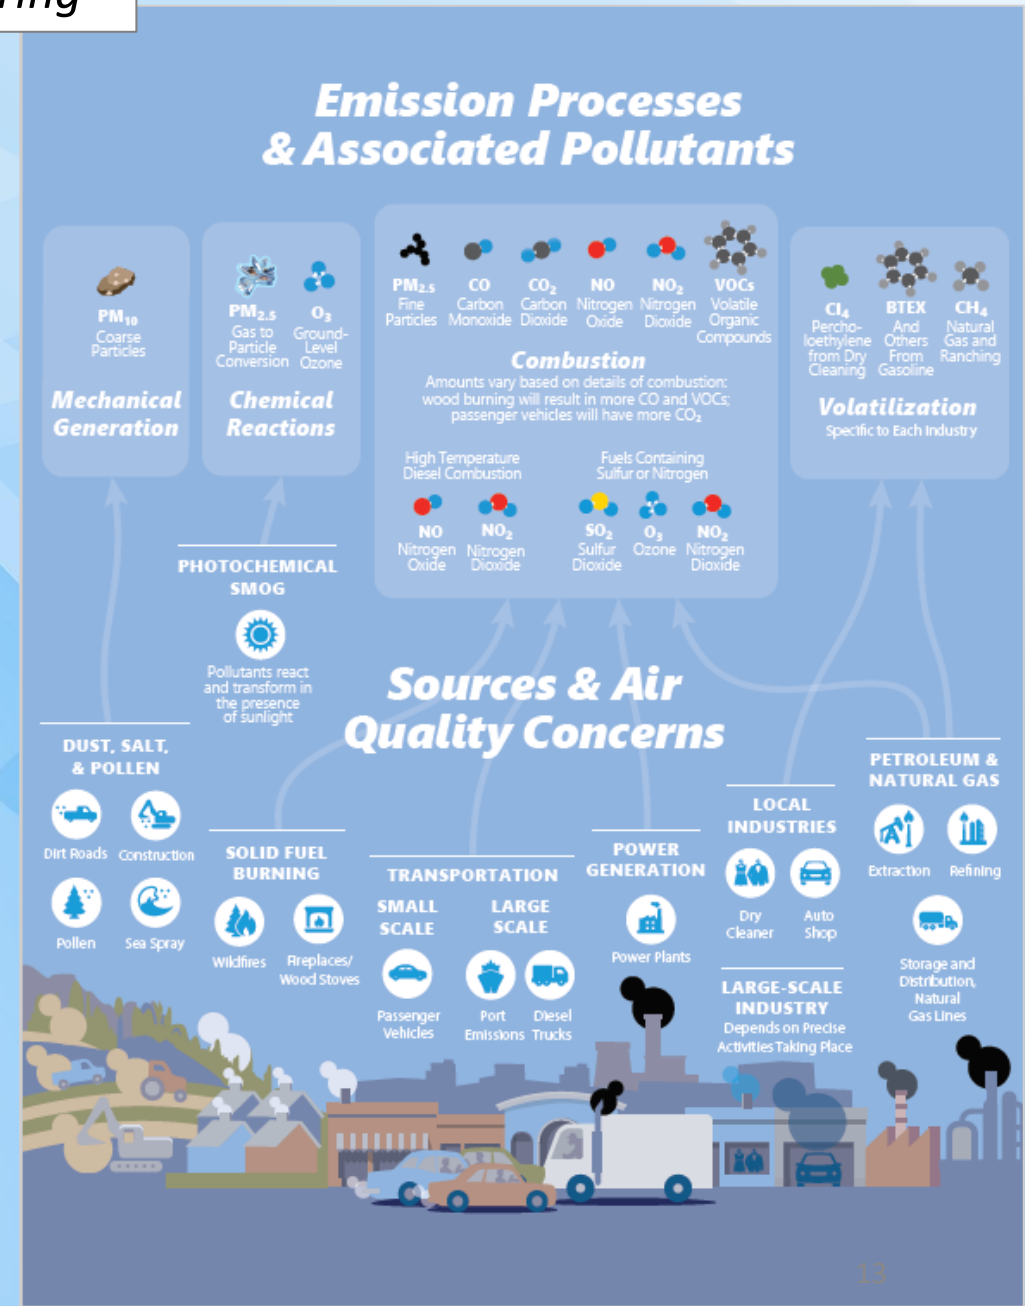 ring
Emission Processes
& Associated Pollutants
PM10
Coarse
Particles
Mechanical
Generation
PM2.5
Gas to
Particle
Conversion
O3
Ground-
Level
Ozone
Chemical
Reactions
PM2.5
Fine
Particles
CO
Carbon
Monoxide
CO2
Carbon
Dioxide
NO
Nitrogen
Oxide
NO2
Nitrogen
Dioxide
VOCs
Volatile
Organic
Compounds
Combustion
Amounts vary based on details of combustion:
wood burning will result in more CO and VOCs;
passenger vehicles will have more CO2
High Temperature
Diesel Combustion
NO
Nitrogen
Oxide
NO2
Nitrogen
Dioxide
Fuels Containing
Sulfur or Nitrogen
SO2
Sulfur
Dioxide
O3
Ozone
NO2
Nitrogen
Dioxide
Cl4
Percho-
loethylene
from Dry
Cleaning
BTEX
And
Others
From
Gasoline
CH4
Natural
Gas and
Ranching
Volatilization
Specific to Each Industry
PHOTOCHEMICAL
SMOG
Pollutants react
and transform in
the presence
of sunlight
Sources & Air
Quality Concerns
DUST, SALT,
& POLLEN
Dirt Roads
Construction
Pollen
Sea Spray
SOLID FUEL
BURNING
Wildfires
Fireplaces/
Wood Stoves
TRANSPORTATION
SMALL
SCALE
Passenger
Vehicles
LARGE
SCALE
Port
Emissions
Diesel
Trucks
POWER
GENERATION
Power Plants
LOCAL
INDUSTRIES
Dry
Cleaner
Auto
Shop
LARGE-SCALE
INDUSTRY
Depends on Precise
Activities Taking Place
PETROLEUM &
NATURAL GAS
Extraction
Refining
Storage and
Distribution,
Natural
Gas Lines
13